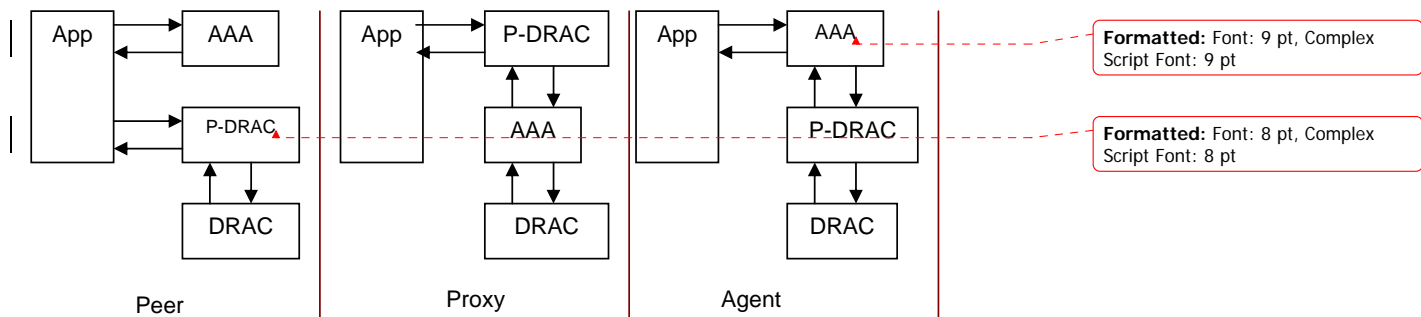 App
AAA
P-DRAC
DRAC
Peer
App
P-DRAC
AAA
DRAC
Proxy
App
AAA
P-DRAC
DRAC
Agent
Formatted: Font: 9 pt, Complex
Script Font: 9 pt
Formatted: Font: 8 pt, Complex
Script Font: 8 pt